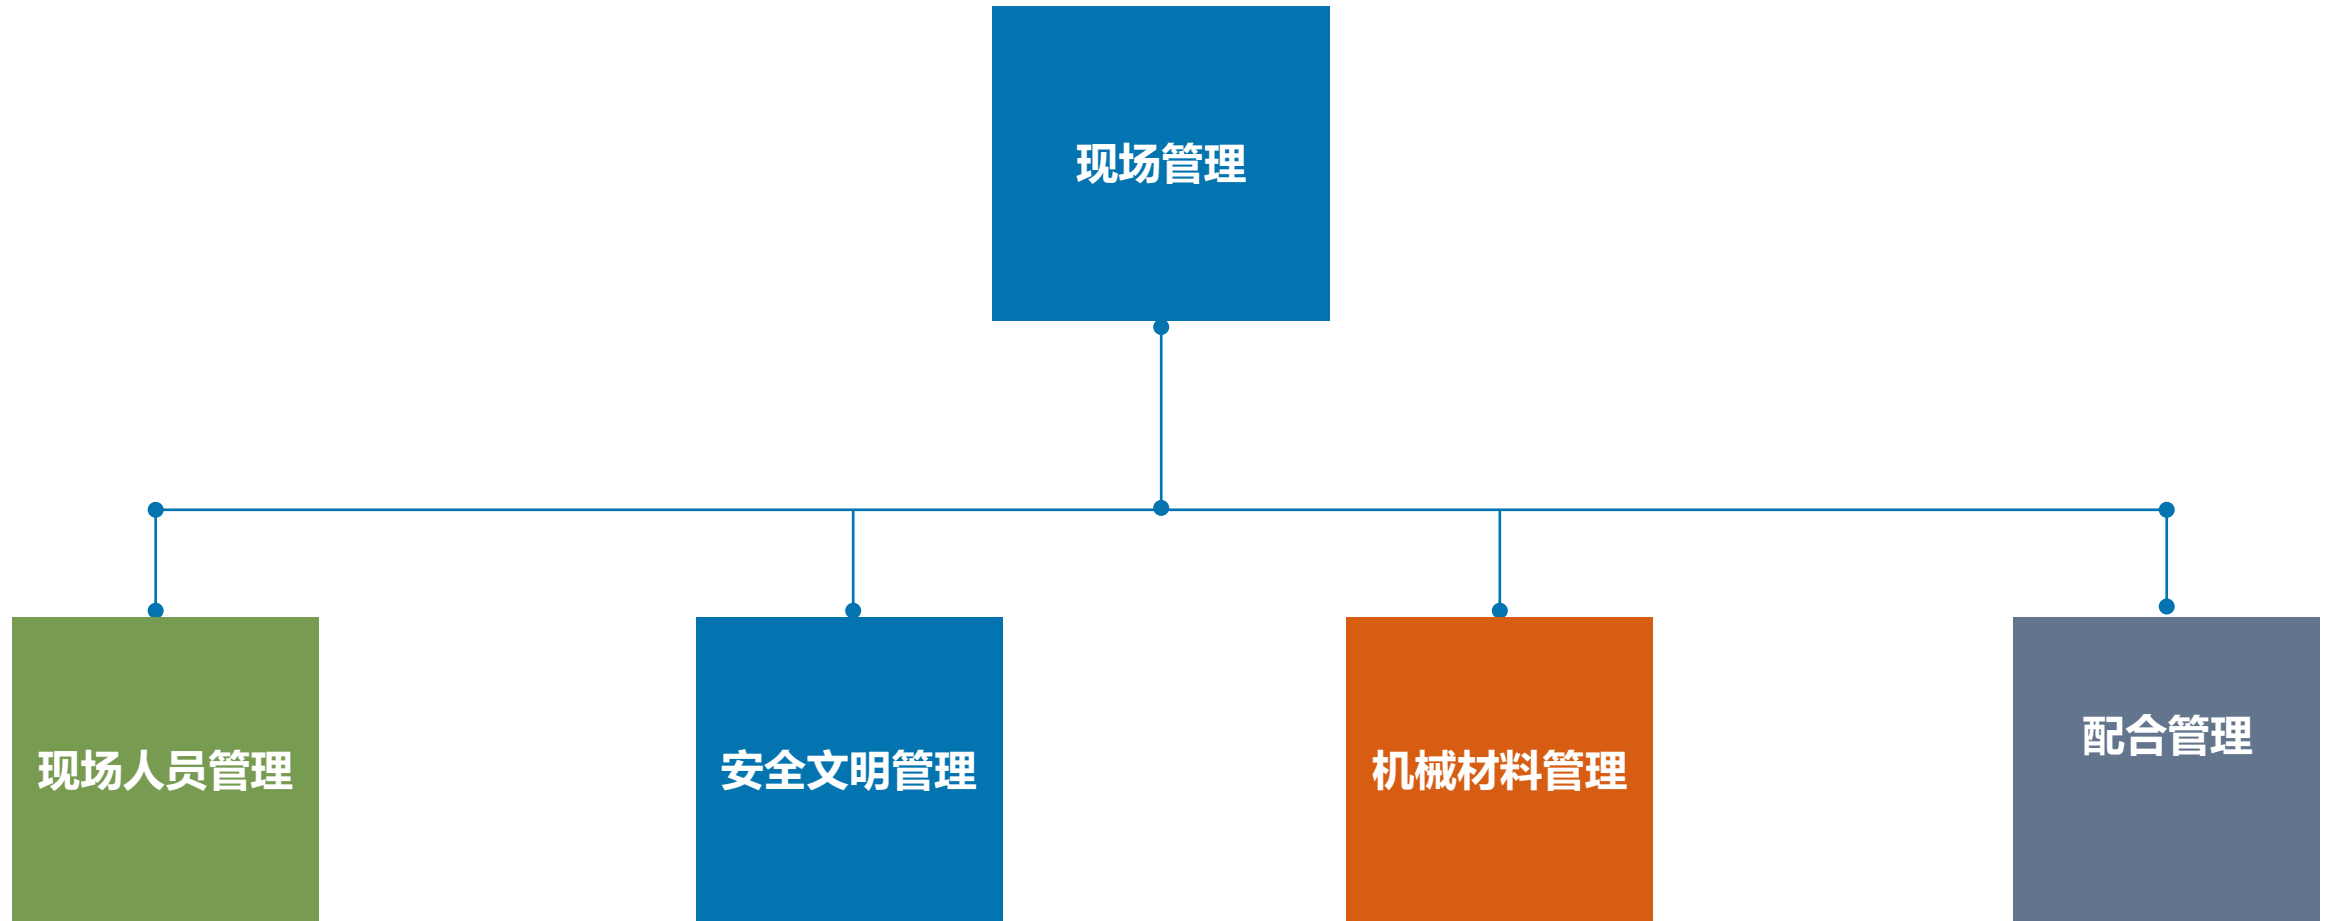 现场管理
现场人员管理
安全文明管理
机械材料管理
配合管理